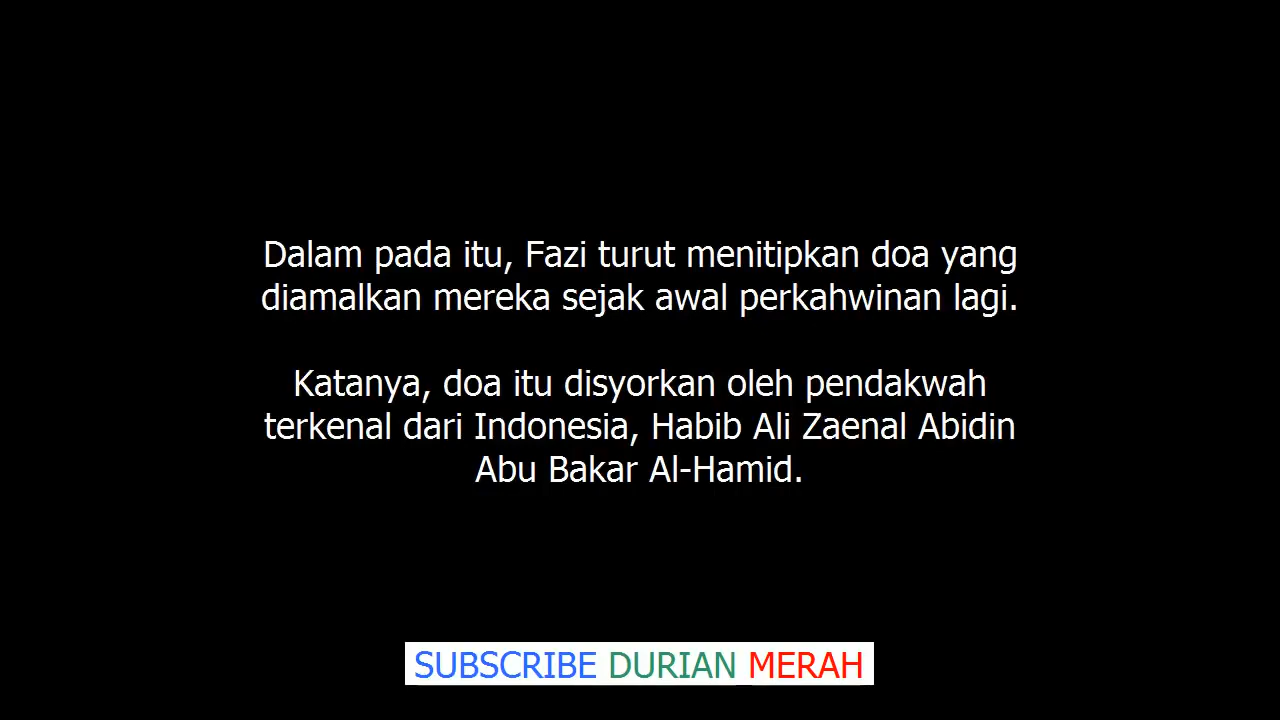 Dalam pada itu, Fazi turut menitipkan doa yang
diamalkan mereka sejak awal perkahwinan lagi.
Katanya, doa itu disyorkan oleh pendakwah
terkenal dari Indonesia, Habib Ali Zaenal Abidin
Abu Bakar Al-Hamid.
SUBSCRIBE DURIAN MERAH